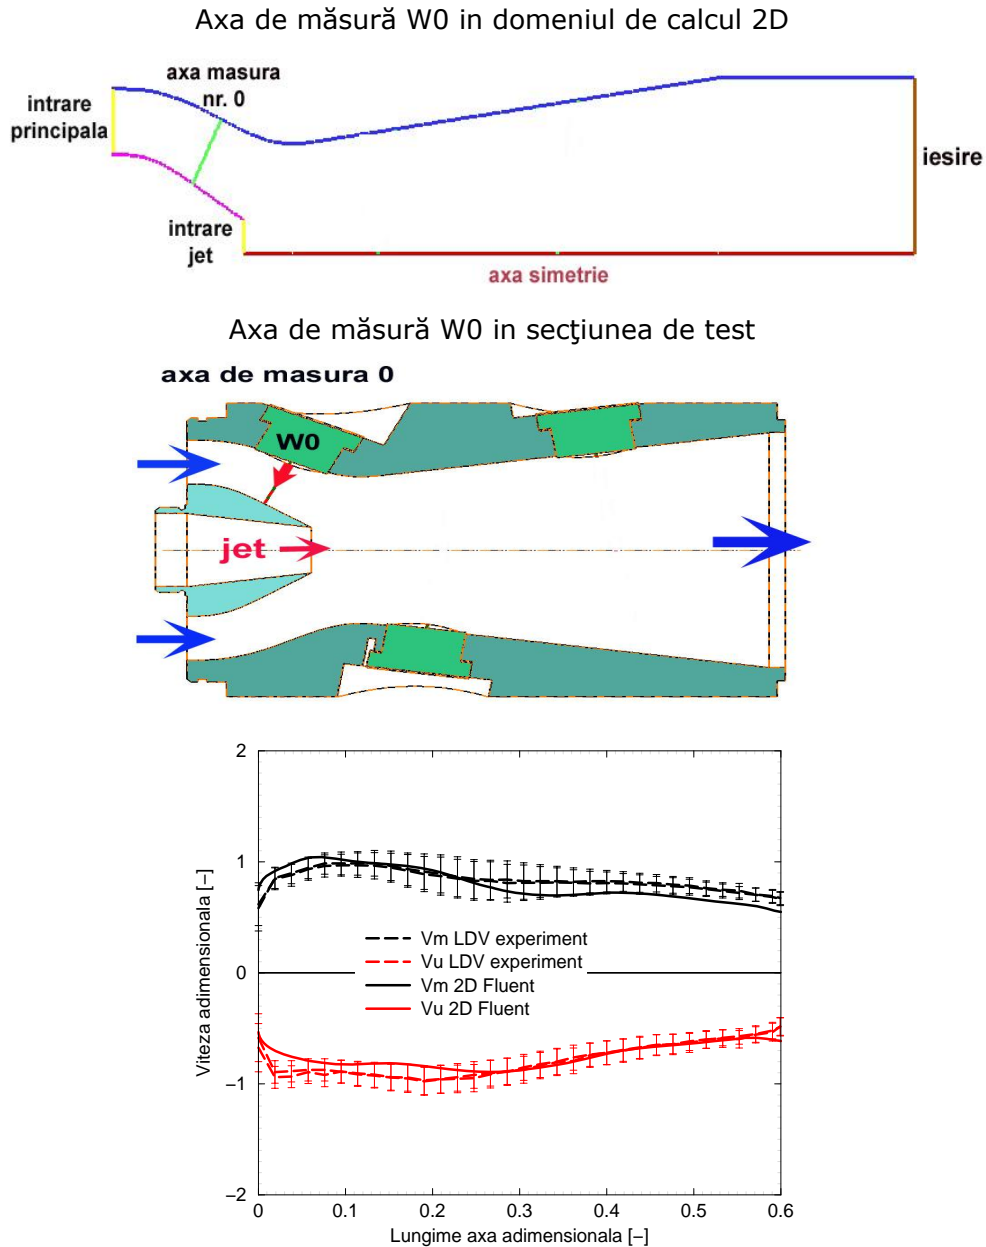 Axa de măsură W0 in domeniul de calcul 2D
axa masura
nr. 0
intrare
principala
iesire
intrare
jet
axa simetrie
Axa de măsură W0 in secţiunea de test
axa de masura 0
W0
jet
2
1
0
−1
−2
Viteza adimensionala [−]
Vm LDV experiment
Vu LDV experiment
Vm 2D Fluent
Vu 2D Fluent
0 0.1 0.2 0.3 0.4 0.5 0.6
Lungime axa adimensionala [−]